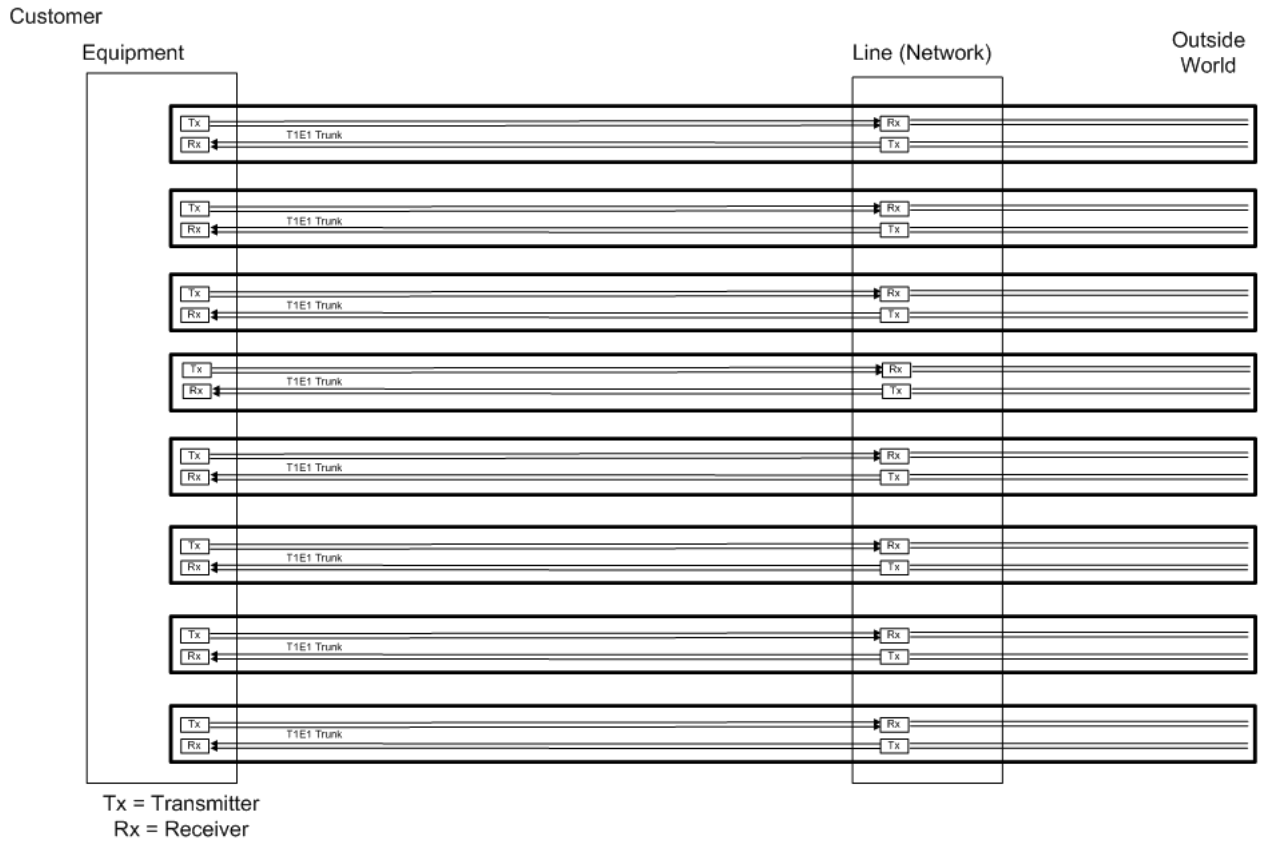 Customer
Equipment
Line (Network)
Outside
World
Tx
Rx
T1E1 Trunk
Rx
Tx
Tx
Rx
T1E1 Trunk
Rx
Tx
Tx
Rx
T1E1 Trunk
Rx
Tx
Tx
Rx
T1E1 Trunk
Rx
Tx
Tx
Rx
T1E1 Trunk
Rx
Tx
Tx
Rx
T1E1 Trunk
Rx
Tx
Tx
Rx
T1E1 Trunk
Rx
Tx
Tx
Rx
T1E1 Trunk
Rx
Tx
Tx = Transmitter
Rx = Receiver